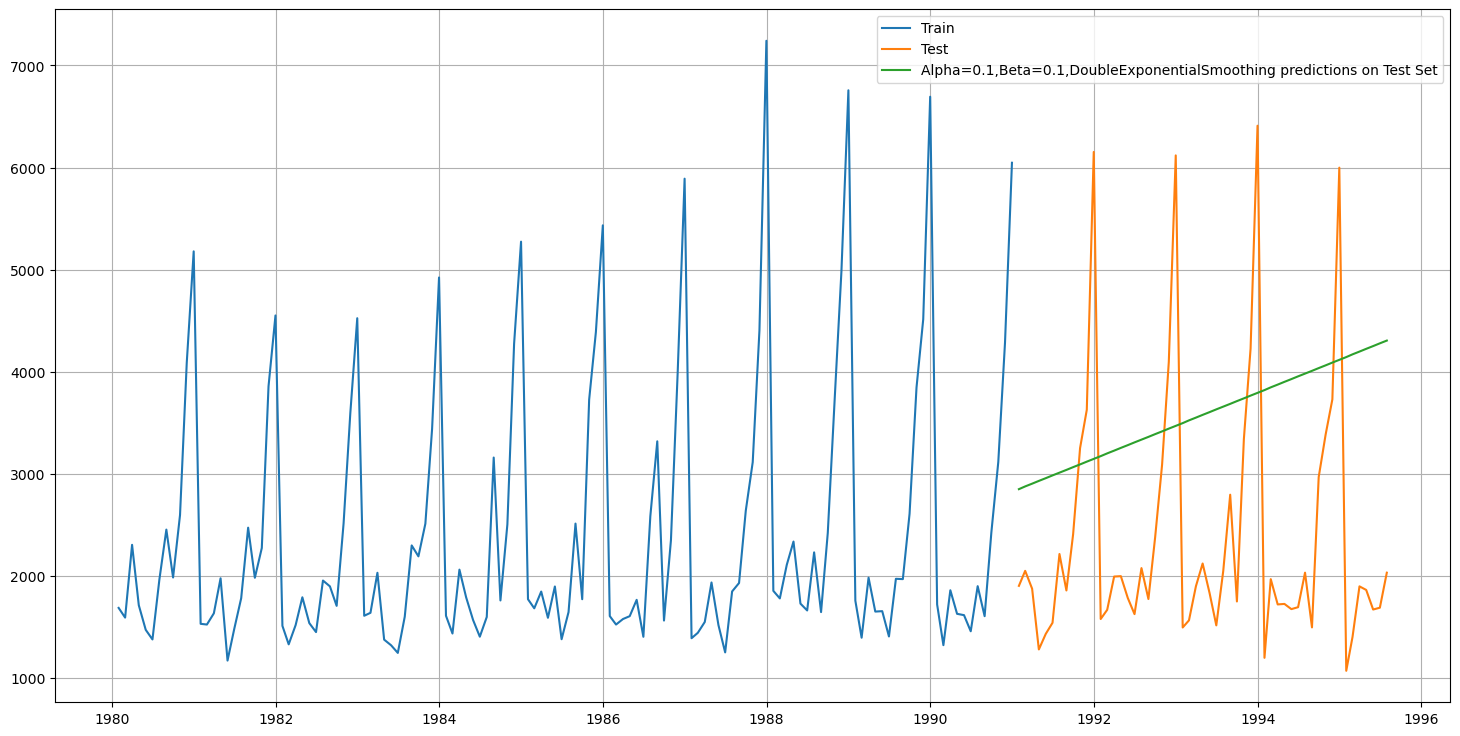 Train
Test
Alpha=0.1,Beta=0.1,DoubleExponentialSmoothing predictions on Test Set
7000
6000
5000
4000
3000
2000
1000
1980 1982 1984 1986 1988 1990 1992 1994 1996